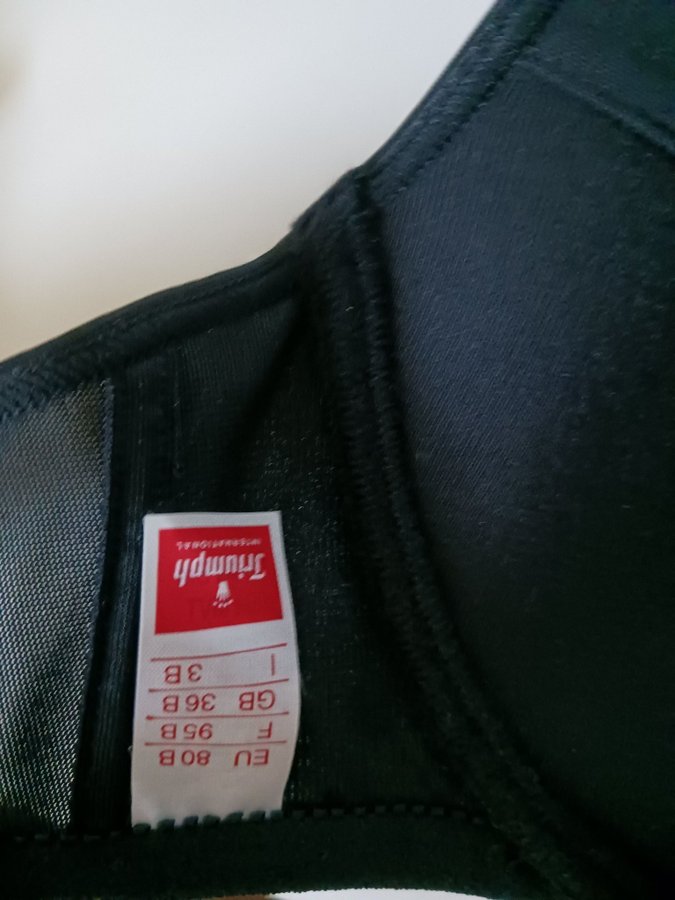 EU 80 B
F 95 B
GB 36 B
I 3 B
Triumph
INTERNATIONAL